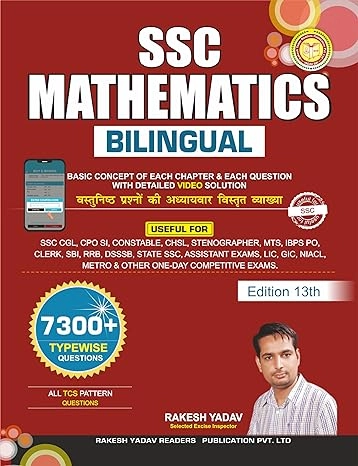 SSC
MATHEMATICS
BILINGUAL
BASIC CONCEPT OF EACH CHAPTER & EACH QUESTION
WITH DETAILED VIDEO SOLUTION
वस्तुनिष्ठ प्रश्नों की अध्यायवार विस्तृत व्याख्या
SSC
USEFUL FOR
SSC CGL, CPO SI, CONSTABLE, CHSL, STENOGRAPHER, MTS, IBPS PO,
CLERK, SBI, RRB, DSSSB, STATE SSC, ASSISTANT EXAMS, LIC, GIC, NIACL,
METRO & OTHER ONE-DAY COMPETITIVE EXAMS.
Edition 13th
7300+
TYPEWISE
QUESTIONS
ALL TCS PATTERN
QUESTIONS
RAKESH YADAV
Selected Excise Inspector
RAKESH YADAV READERS PUBLICATION PVT. LTD